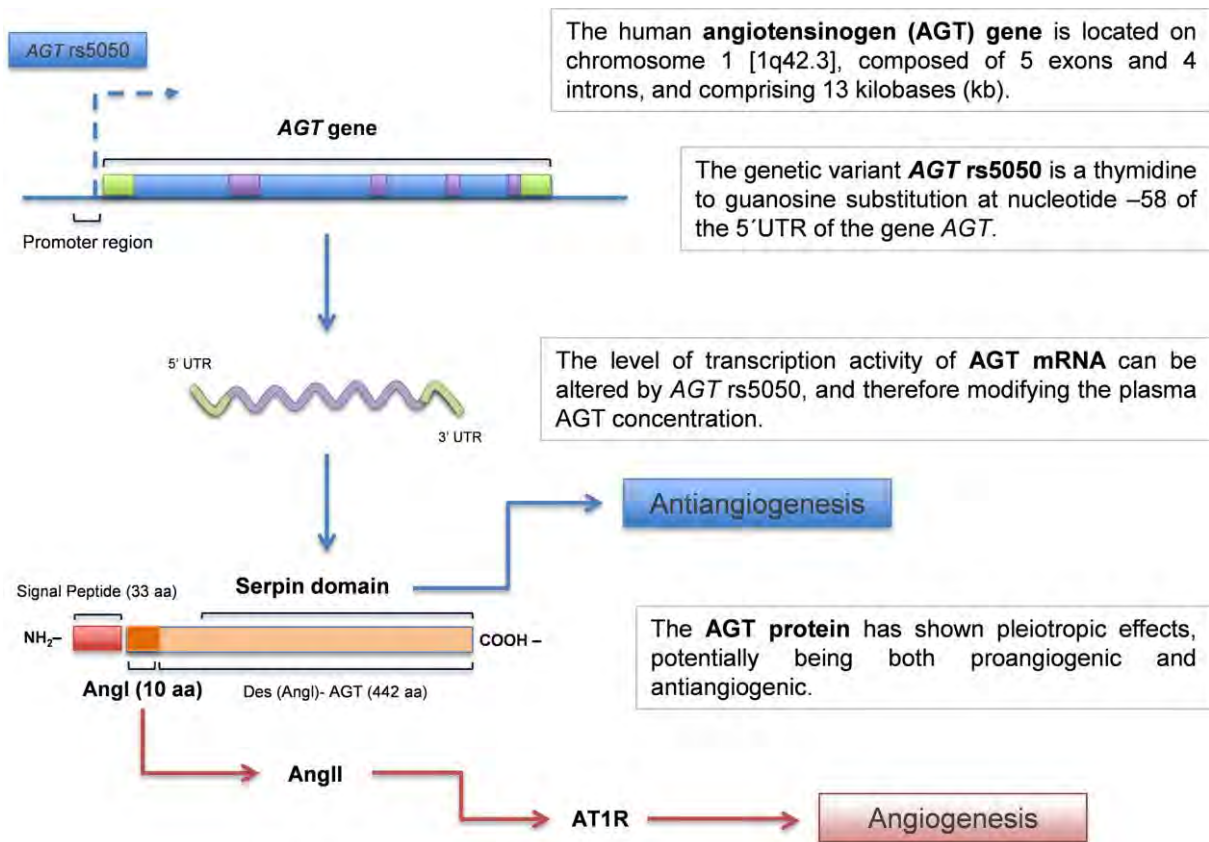 AGT rs5050
The human angiotensinogen (AGT) gene is located on
chromosome 1 [1q42.3], composed of 5 exons and 4
introns, and comprising 13 kilobases (kb).
AGT gene
The genetic variant AGT rs5050 is a thymidine
to guanosine substitution at nucleotide –58 of
the 5´UTR of the gene AGT.
Promoter region
5' UTR
3' UTR
The level of transcription activity of AGT mRNA can be
altered by AGT rs5050, and therefore modifying the plasma
AGT concentration.
Antiangiogenesis
Serpin domain
Signal Peptide (33 aa)
NH2–
COOH –
AngI (10 aa)
Des (AngI)- AGT (442 aa)
The AGT protein has shown pleiotropic effects,
potentially being both proangiogenic and
antiangiogenic.
AngII
AT1R
Angiogenesis